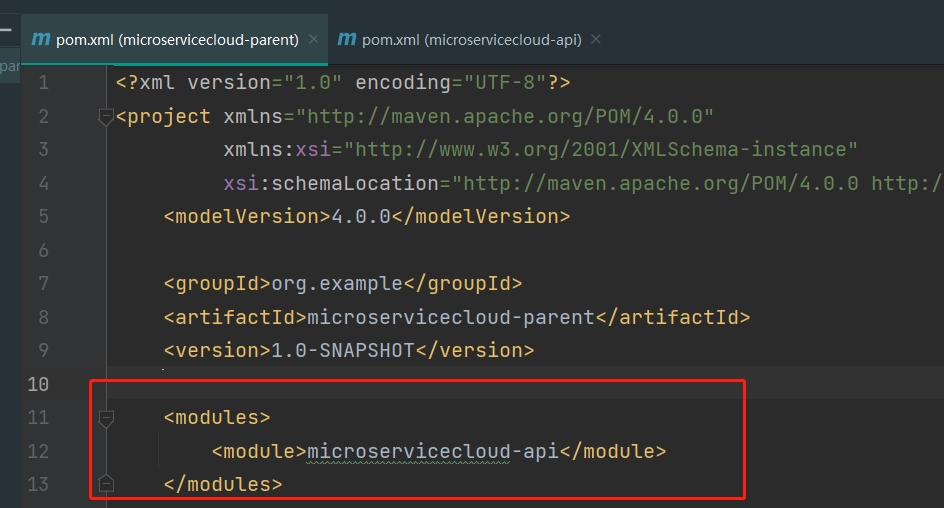 m pom.xml (microservicecloud-parent) × m pom.xml (microservicecloud-api) ×
par
1 <?xml version="1.0" encoding="UTF-8"?>
2 <project xmlns="http://maven.apache.org/POM/4.0.0"
3 xmlns:xsi="http://www.w3.org/2001/XMLSchema-instance"
4 xsi:schemaLocation="http://maven.apache.org/POM/4.0.0 http:/
5 <modelVersion>4.0.0</modelVersion>
6
7 <groupId>org.example</groupId>
8 <artifactId>microservicecloud-parent</artifactId>
9 <version>1.0-SNAPSHOT</version>
10
11 <modules>
12 <module>microservicecloud-api</module>
13 </modules>